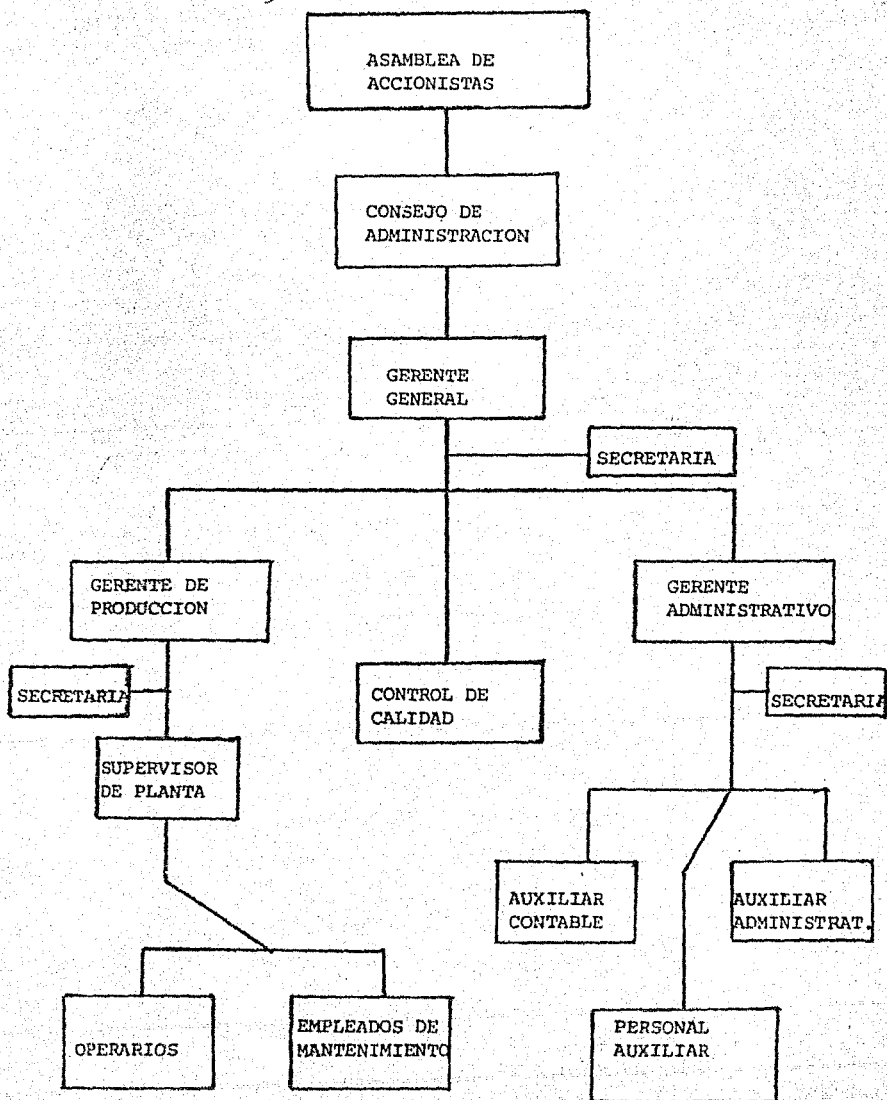 ASAMBLEA DE
ACCIONISTAS
CONSEJO DE
ADMINISTRACION
GERENTE
GENERAL
SECRETARIA
GERENTE DE
PRODUCCION
GERENTE
ADMINISTRATIVO
SECRETARIA
CONTROL DE
CALIDAD
SECRETARIA
SUPERVISOR
DE PLANTA
AUXILIAR
CONTABLE
AUXILIAR
ADMINISTRAT.
OPERARIOS
EMPLEADOS DE
MANTENIMIENTO
PERSONAL
AUXILIAR